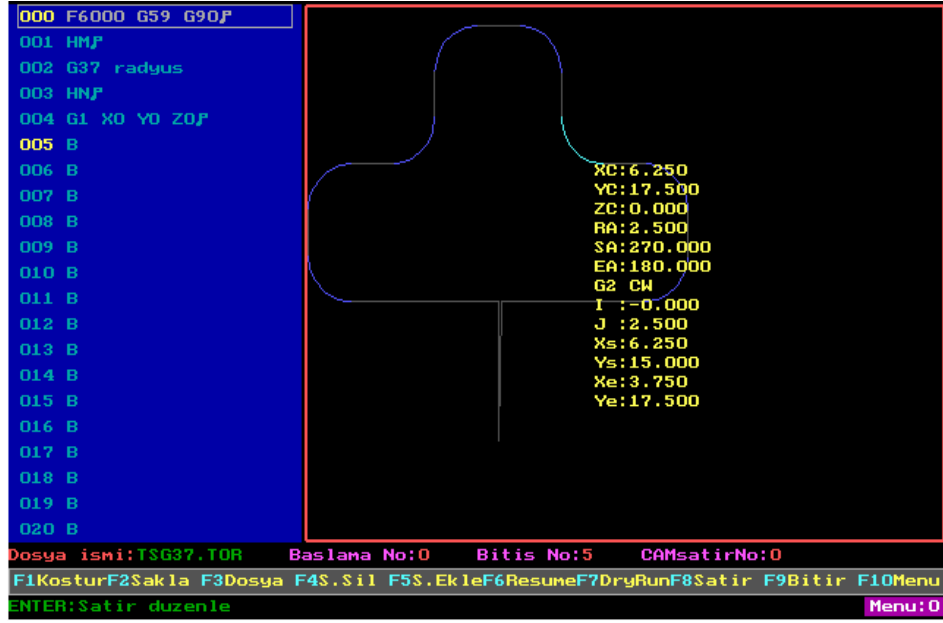 000 F6000 G59 G90♪
001 HM♪
002 G37 radyus
003 HN♪
004 G1 X0 Y0 Z0♪
005 B
006 B
007 B
008 B
009 B
010 B
011 B
012 B
013 B
014 B
015 B
016 B
017 B
018 B
019 B
020 B
XC:6.250
YC:17.500
ZC:0.000
RA:2.500
SA:270.000
EA:180.000
G2 CW
I :-0.000
J :2.500
Xs:6.250
Ys:15.000
Xe:3.750
Ye:17.500
Dosya ismi:TSG37.TOR Baslama No:0 Bitis No:5 CAMsatirNo:0
F1KosturF2Sakla F3Dosya F4S.Sil F5S.EkleF6ResumeF7DryRunF8Satir F9Bitir F10Menu
ENTER:Satir duzenle Menu:0